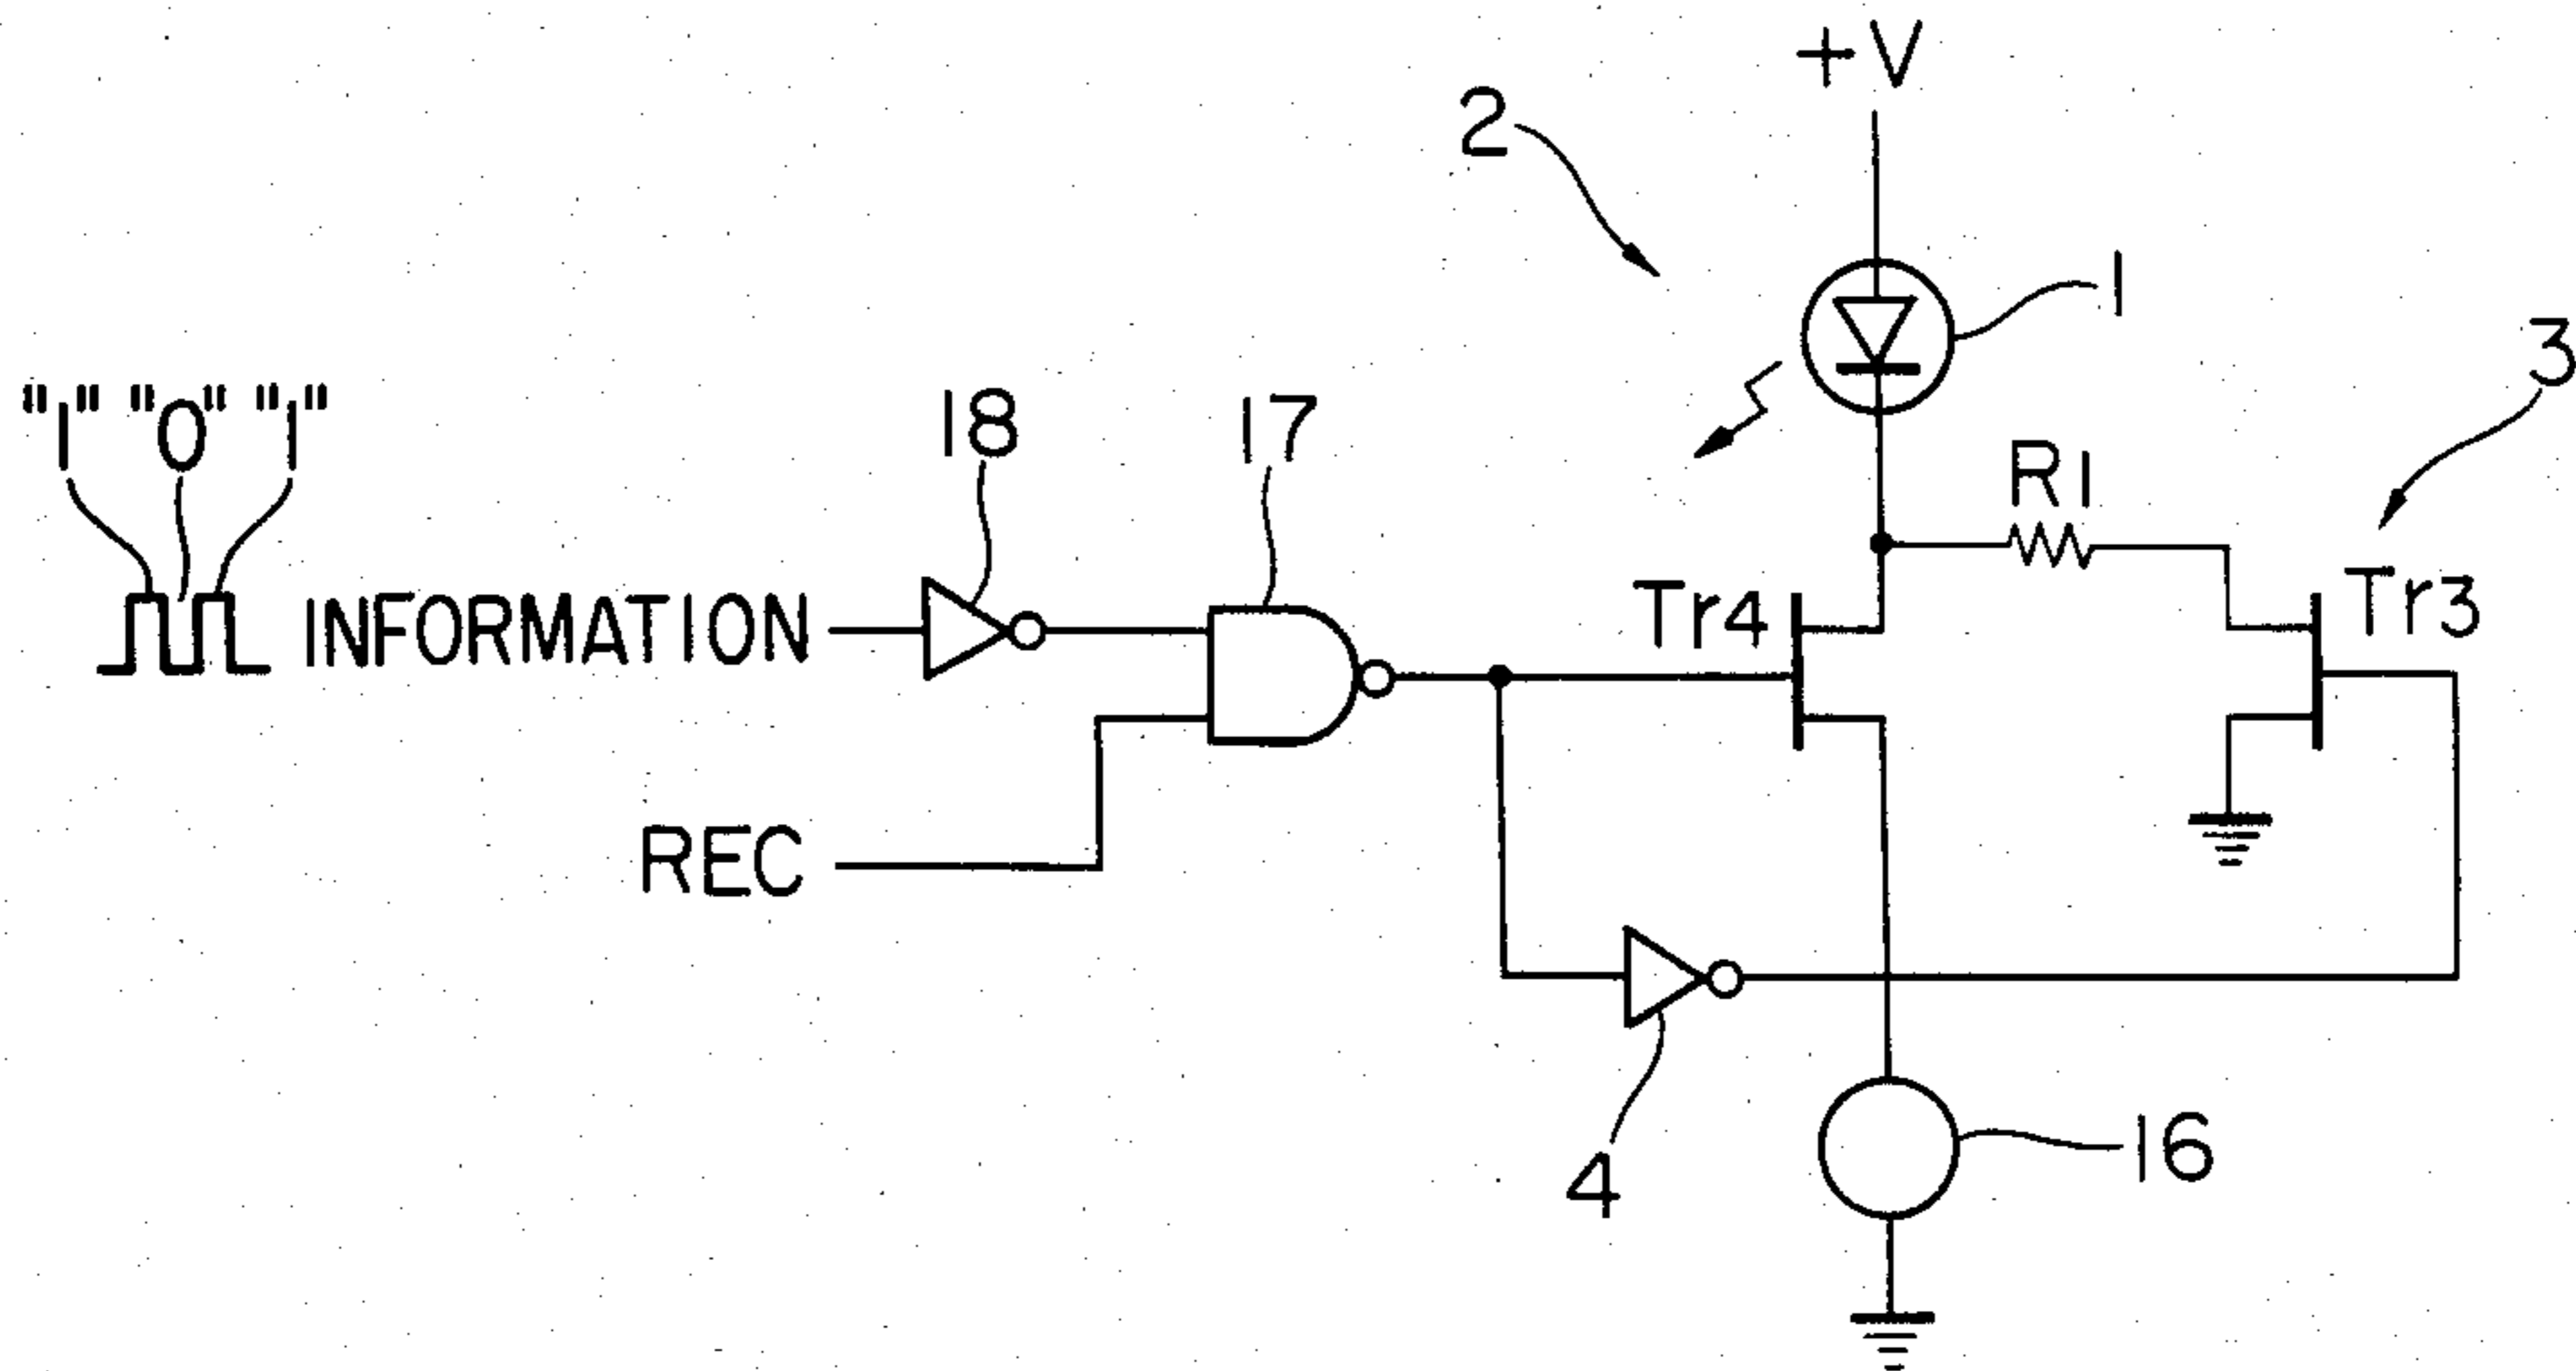 +V
2
1
3
"1" "0" "1"
18
17
R1
Tr4
Tr3
INFORMATION
REC
4
16